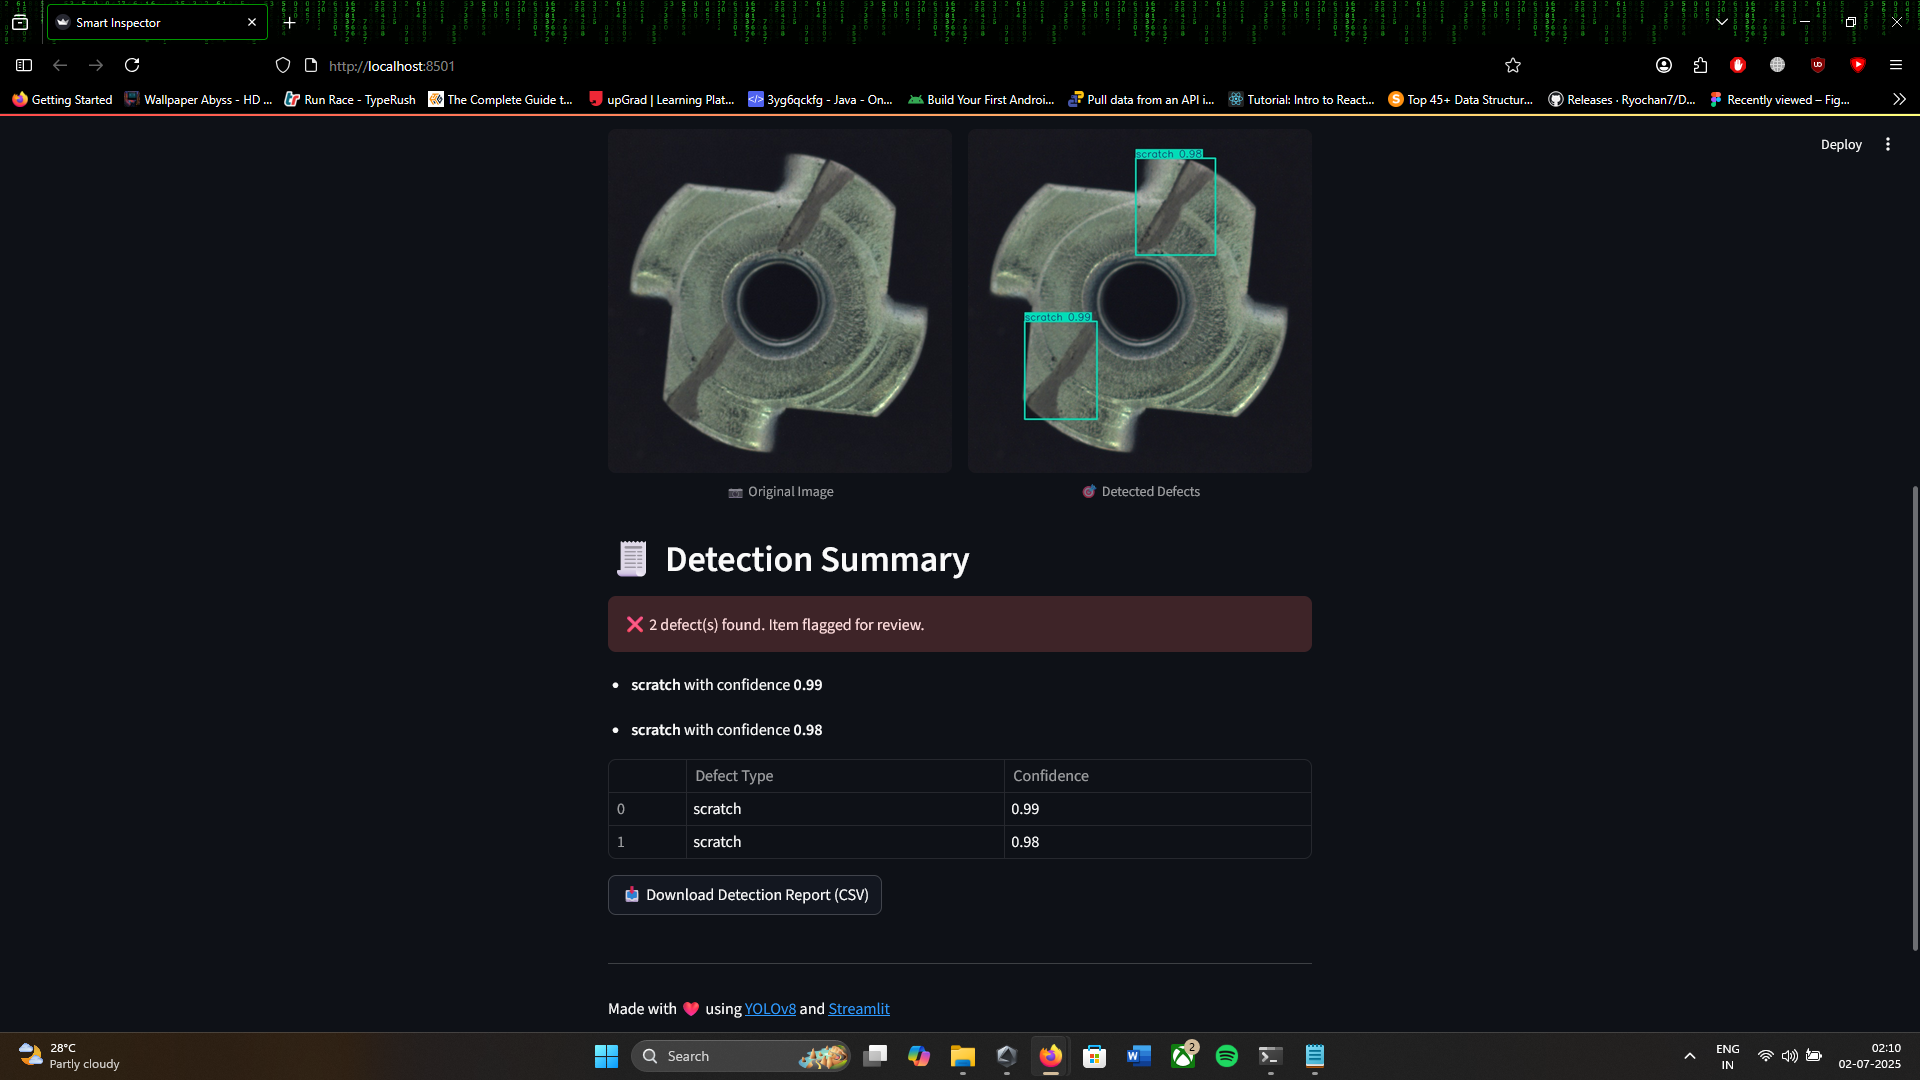 Smart Inspector
http://localhost:8501
Getting Started
Wallpaper Abyss - HD ...
Run Race - TypeRush
The Complete Guide t...
upGrad | Learning Plat...
3yg6qckfg - Java - On...
Build Your First Androi...
Pull data from an API i...
Tutorial: Intro to React...
Top 45+ Data Structur...
Releases · Ryochan7/D...
Recently viewed – Fig...
Deploy
scratch 0.98
scratch 0.99
Original Image
Detected Defects
Detection Summary
2 defect(s) found. Item flagged for review.
scratch with confidence 0.99
scratch with confidence 0.98
Defect Type Confidence
0 scratch 0.99
1 scratch 0.98
Download Detection Report (CSV)
Made with ❤ using YOLOv8 and Streamlit
28°C
Partly cloudy
Search
2
ENG
IN
02:10
02-07-2025